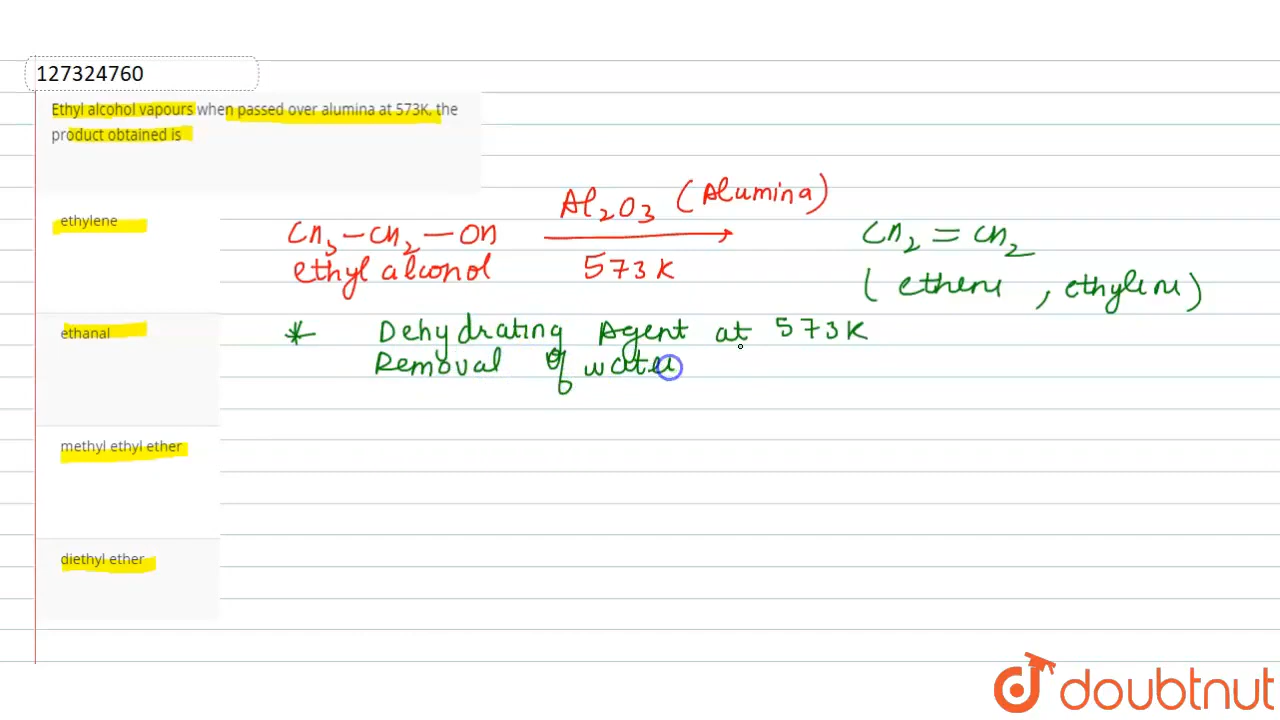 127324760
Ethyl alcohol vapours when passed over alumina at 573K, the
product obtained is
ethylene
ethanal
methyl ethyl ether
diethyl ether
Al2O3 (Alumina)
CH3-CH2-OH
573K
CH2=CH2
ethyl alcohol
(ethene, ethylene)
* Dehydrating Agent at 573K
Removal of water
doubtnut